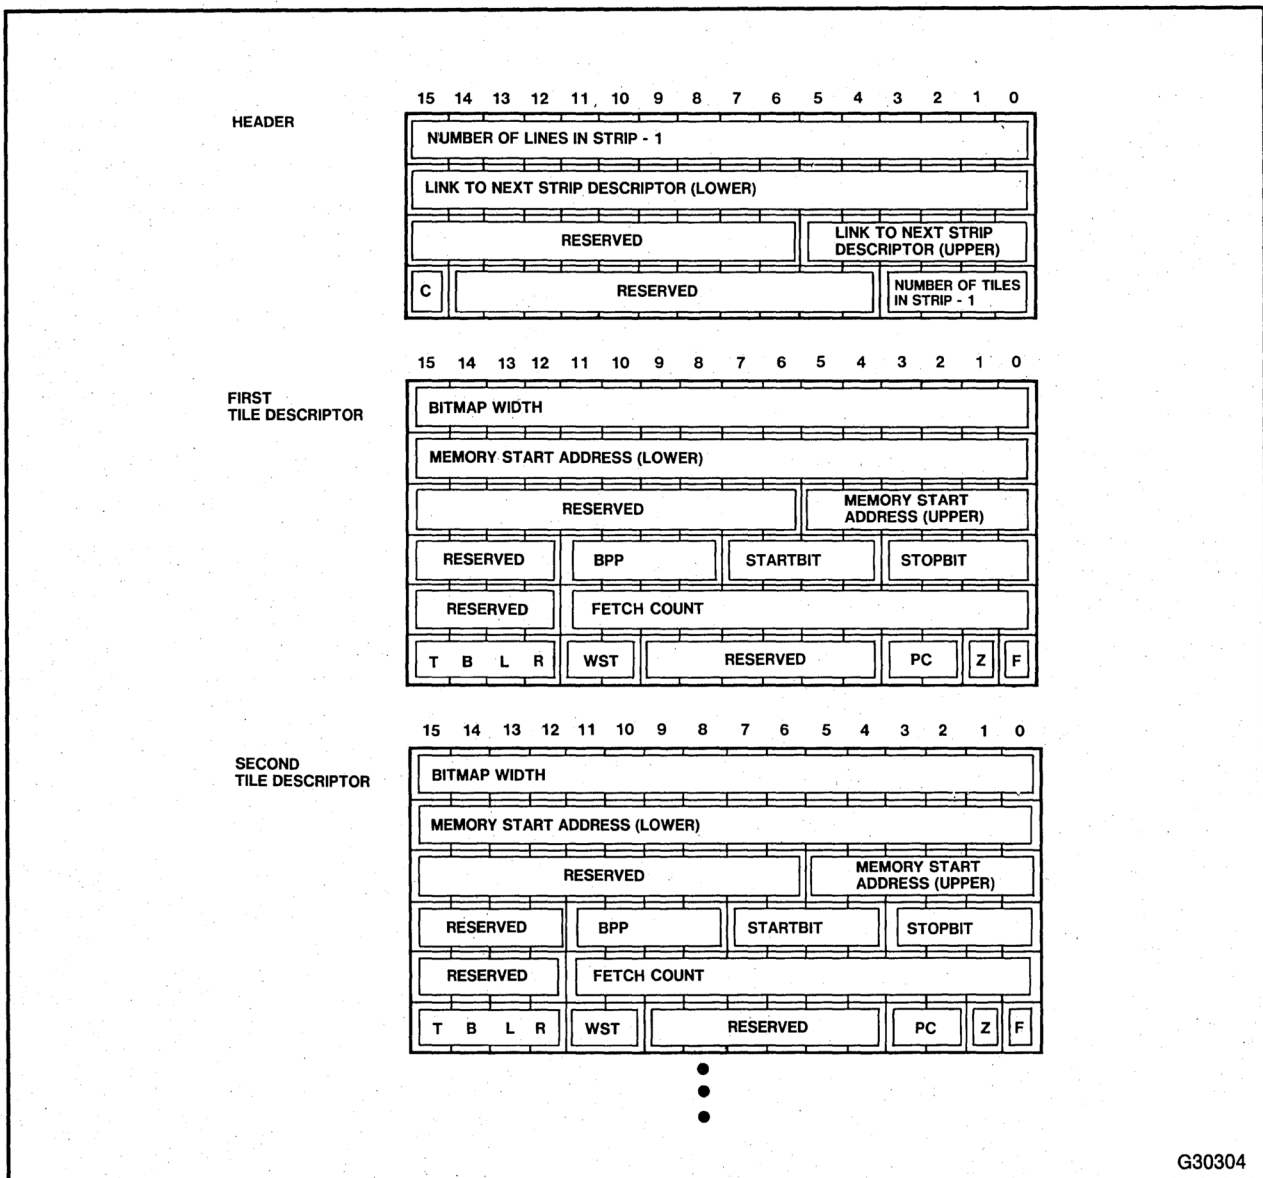 15 14 13 12 11 10 9 8 7 6 5 4 3 2 1 0
HEADER
NUMBER OF LINES IN STRIP - 1
LINK TO NEXT STRIP DESCRIPTOR (LOWER)
RESERVED
LINK TO NEXT STRIP
DESCRIPTOR (UPPER)
C
RESERVED
NUMBER OF TILES
IN STRIP - 1
15 14 13 12 11 10 9 8 7 6 5 4 3 2 1 0
FIRST
TILE DESCRIPTOR
BITMAP WIDTH
MEMORY START ADDRESS (LOWER)
RESERVED
MEMORY START
ADDRESS (UPPER)
RESERVED BPP STARTBIT STOPBIT
RESERVED FETCH COUNT
T B L R WST RESERVED PC Z F
15 14 13 12 11 10 9 8 7 6 5 4 3 2 1 0
SECOND
TILE DESCRIPTOR
BITMAP WIDTH
MEMORY START ADDRESS (LOWER)
RESERVED
MEMORY START
ADDRESS (UPPER)
RESERVED BPP STARTBIT STOPBIT
RESERVED FETCH COUNT
T B L R WST RESERVED PC Z F
G30304